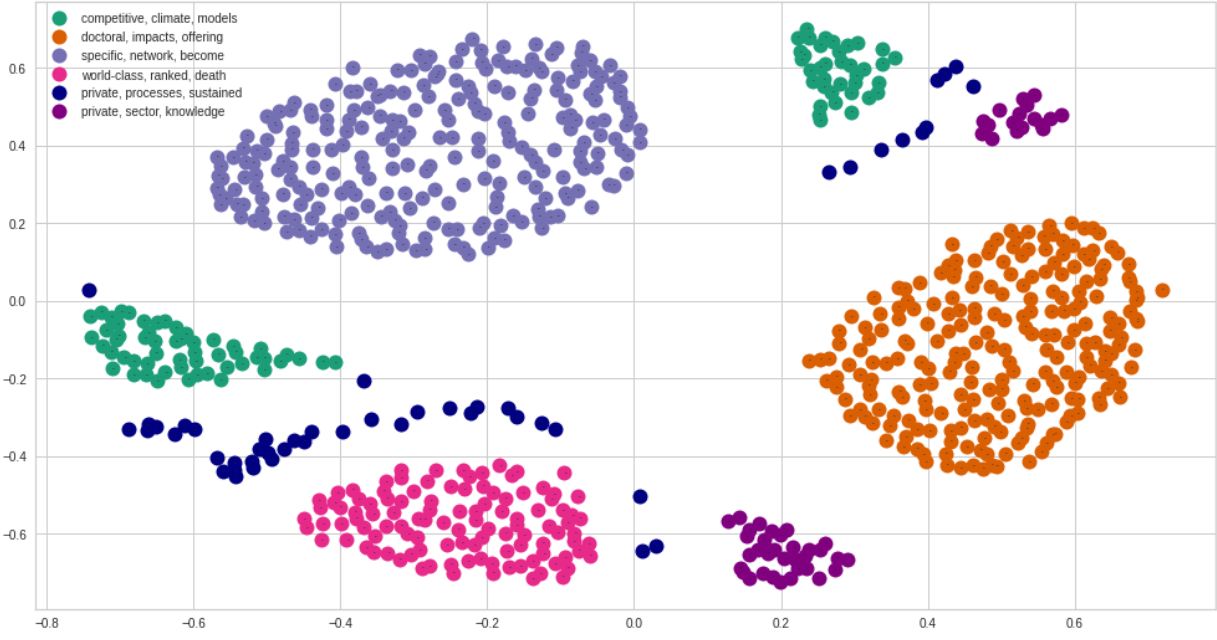 competitive, climate, models
doctoral, impacts, offering
specific, network, become
world-class, ranked, death
private, processes, sustained
private, sector, knowledge
0.6
0.4
0.2
0.0
−0.2
−0.4
−0.6
−0.8 −0.6 −0.4 −0.2 0.0 0.2 0.4 0.6